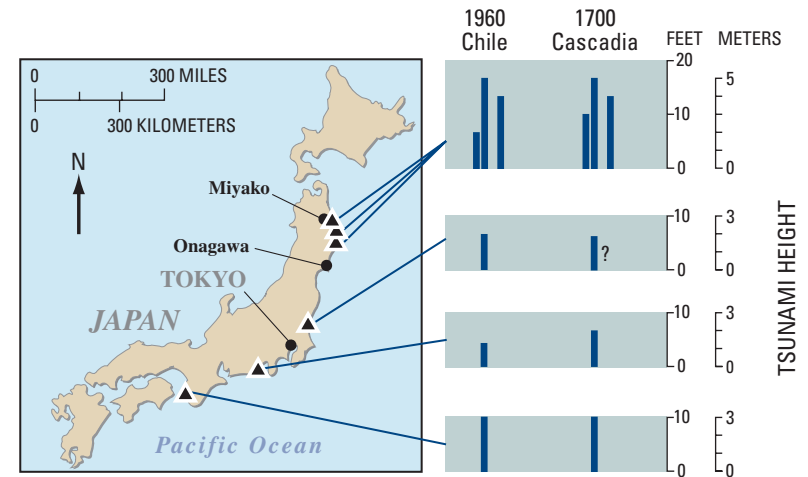 1960
Chile
1700
Cascadia
FEET METERS
0 300 MILES
0 300 KILOMETERS
N
Miyako
Onagawa
TOKYO
JAPAN
Pacific Ocean
20
10
0
5
0
10
0
3
0
?
10
0
3
0
10
0
3
0
TSUNAMI HEIGHT